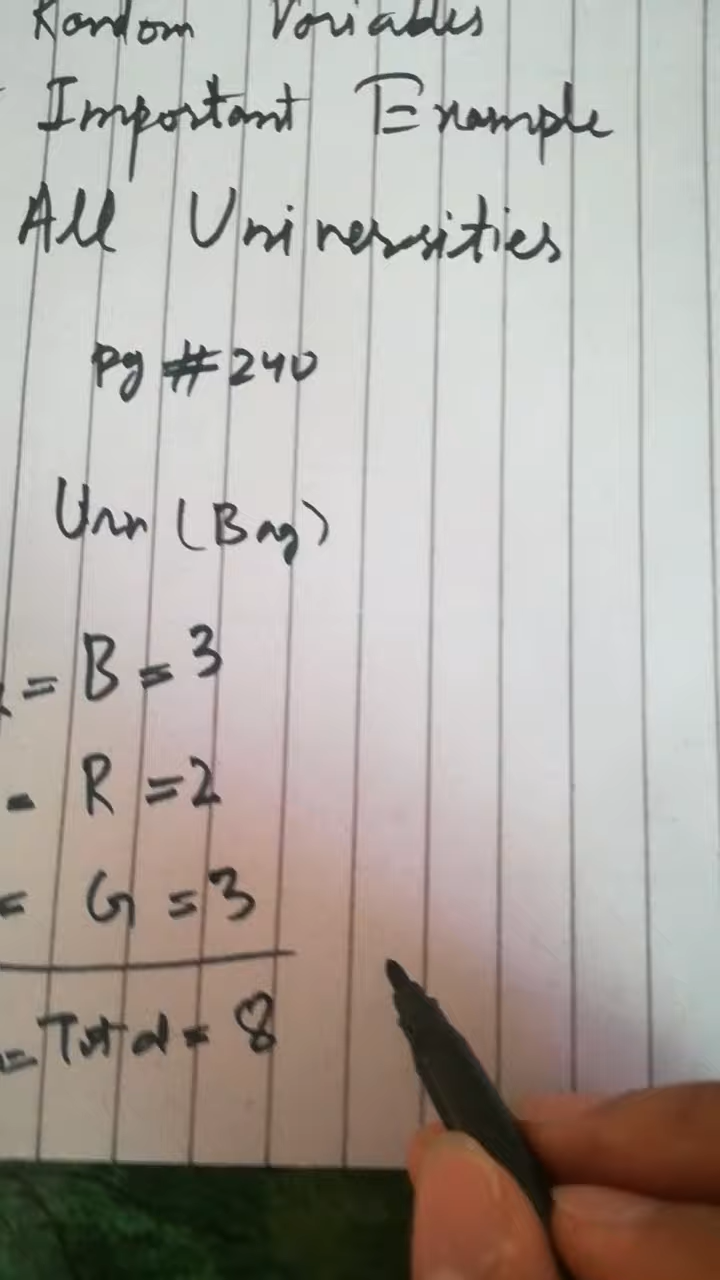 Random Variables
Important Example
All Universities
Pg # 240
Urn (Bag)
= B = 3
- R = 2
= G = 3
= Total = 8